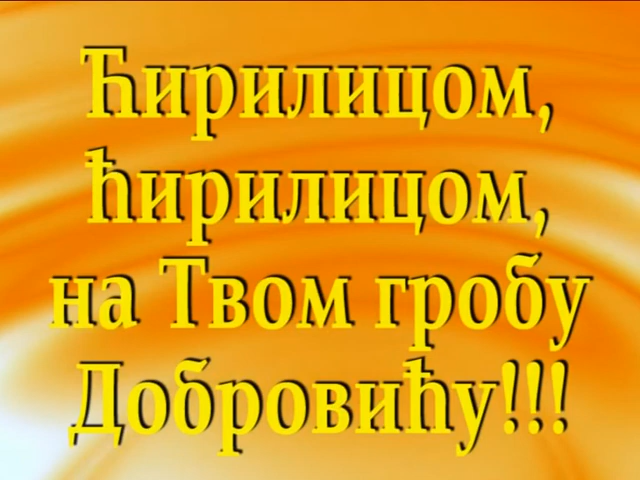 Ћирилицом,
ћирилицом,
на Твом гробу
Добровићу!!!